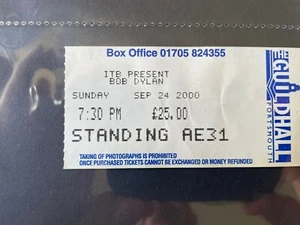 Box Office 01705 824355
ITB PRESENT
BOB DYLAN
SUNDAY SEP 24 2000
7:30 PM £25.00
STANDING AE31
TAKING OF PHOTOGRAPHS IS PROHIBITED
ONCE PURCHASED TICKETS CANNOT BE EXCHANGED OR MONEY REFUNDED
THE
GUILDHALL
PORTSMOUTH